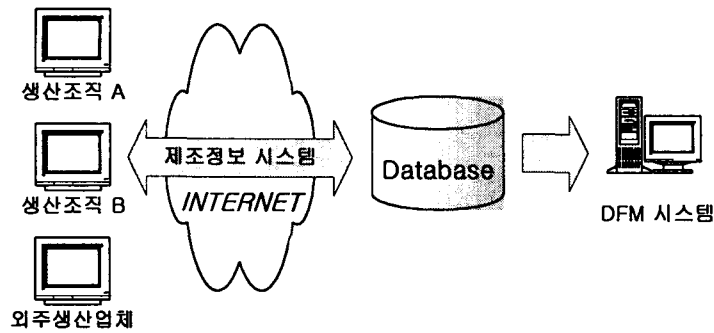 생산조직 A
생산조직 B
외주생산업체
제조정보 시스템
INTERNET
Database
DFM 시스템